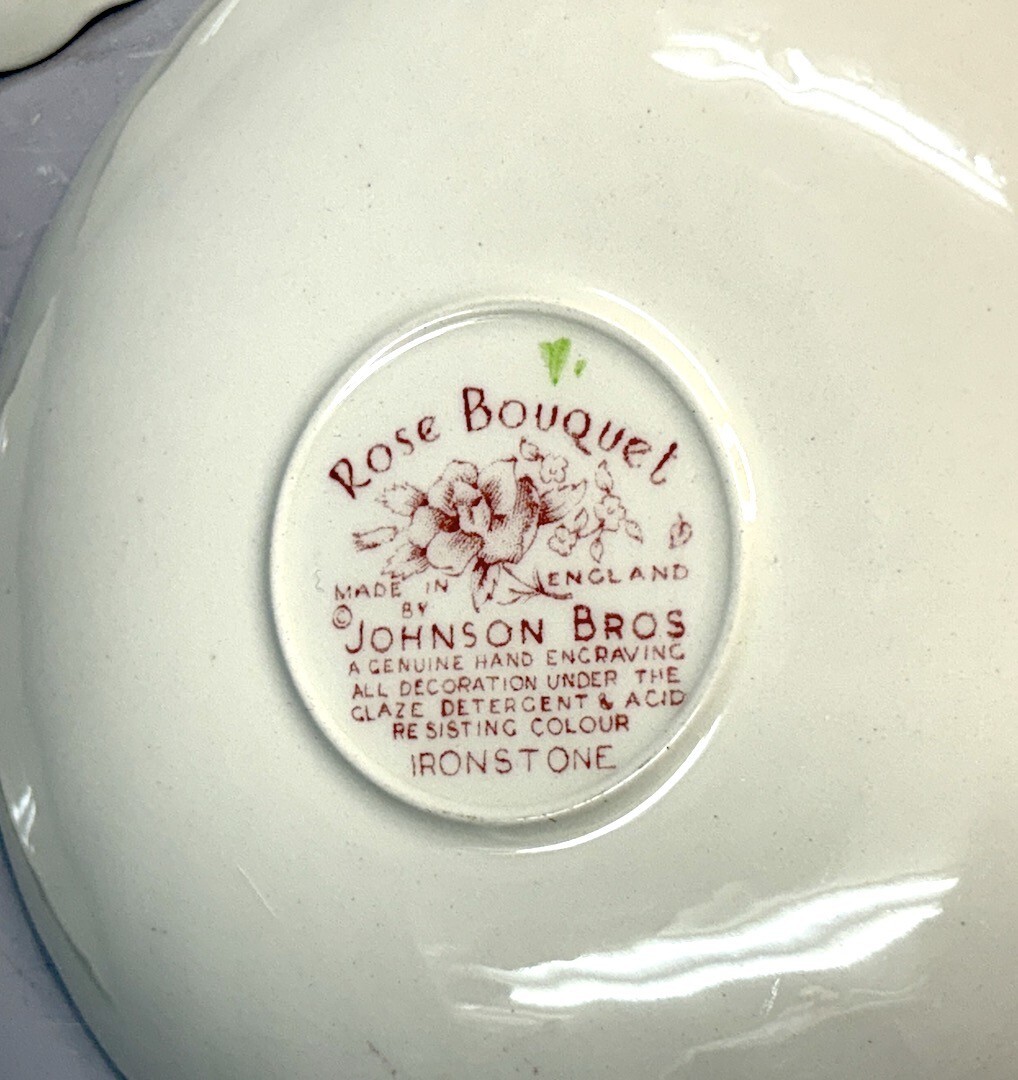 Rose Bouquet
MADE IN ENGLAND
© BY
JOHNSON BROS
A GENUINE HAND ENGRAVING
ALL DECORATION UNDER THE
GLAZE DETERGENT & ACID
RESISTING COLOUR
IRONSTONE